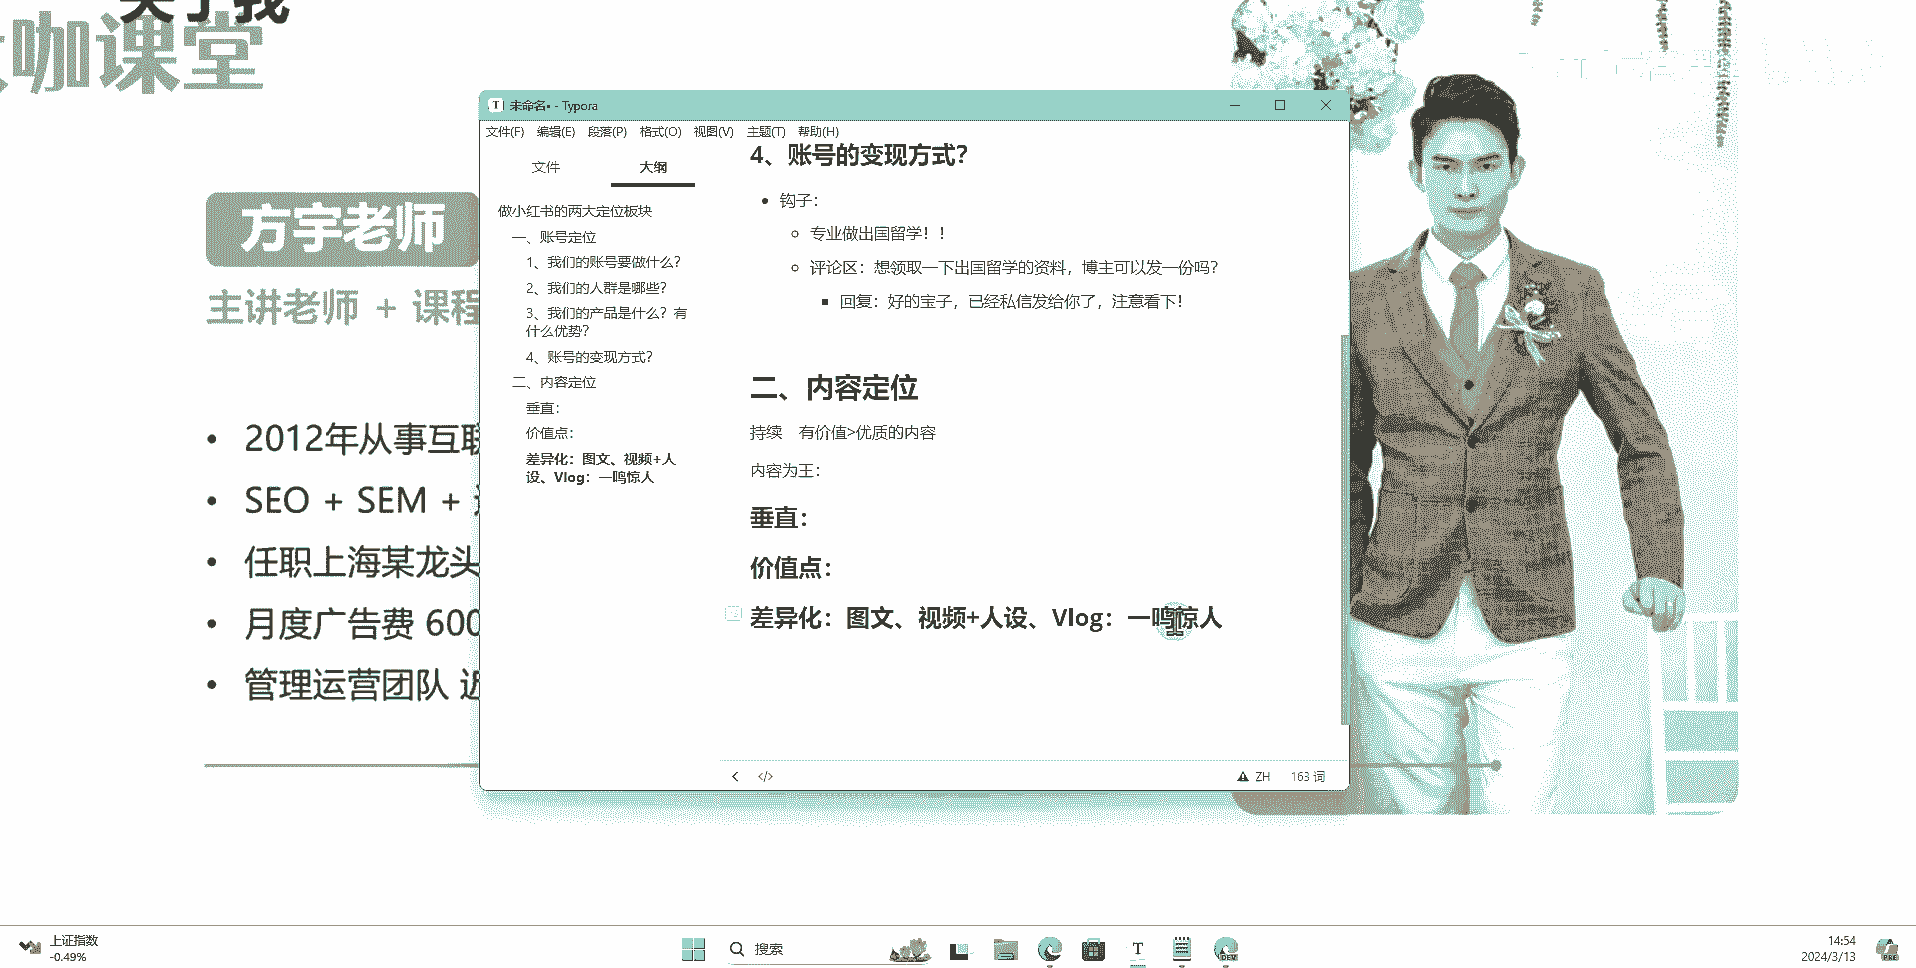 关于我
咖课堂
方宇老师
主讲老师 + 课程
• 2012年从事互联
• SEO + SEM +
• 任职上海某龙头
• 月度广告费 600
• 管理运营团队 近
未命名• - Typora
文件(F) 编辑(E) 段落(P) 格式(O) 视图(V) 主题(T) 帮助(H)
文件 大纲
做小红书的两大定位板块
一、账号定位
1、我们的账号要做什么？
2、我们的人群是哪些？
3、我们的产品是什么？有
什么优势？
4、账号的变现方式？
二、内容定位
垂直：
价值点：
差异化：图文、视频+人
设、Vlog：一鸣惊人
4、账号的变现方式？
• 钩子：
专业做出国留学！！
评论区：想领取一下出国留学的资料，博主可以发一份吗？
回复：好的宝子，已经私信发给你了，注意看下！
二、内容定位
持续 有价值>优质的内容
内容为王：
垂直：
价值点：
差异化：图文、视频+人设、Vlog：一鸣惊人
</> ZH 163 词
上证指数
-0.49%
搜索
T
DEV
14:54
2024/3/13
PRE